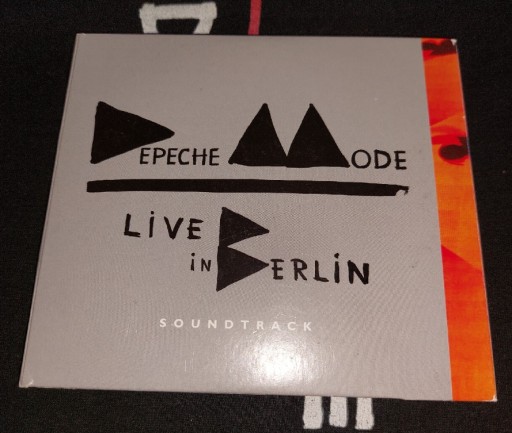 DEPECHE MODE
LiVE
iN BERLiN
SOUNDTRACK